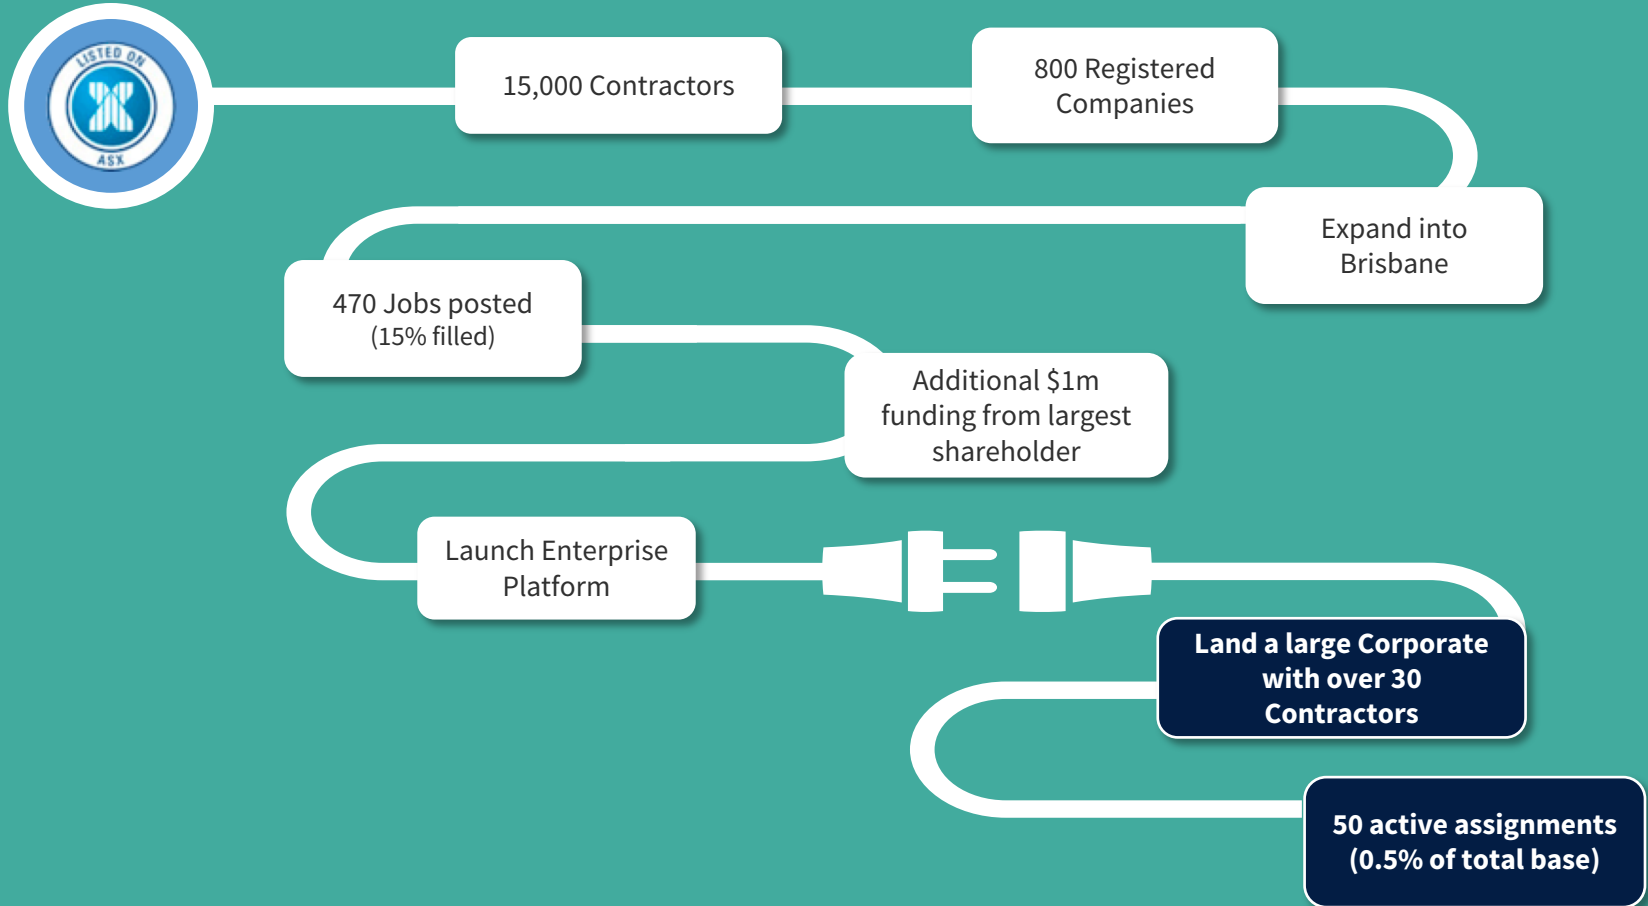 LISTED ON
ASX
15,000 Contractors
800 Registered
Companies
Expand into
Brisbane
470 Jobs posted
(15% filled)
Additional $1m
funding from largest
shareholder
Launch Enterprise
Platform
Land a large Corporate
with over 30
Contractors
50 active assignments
(0.5% of total base)